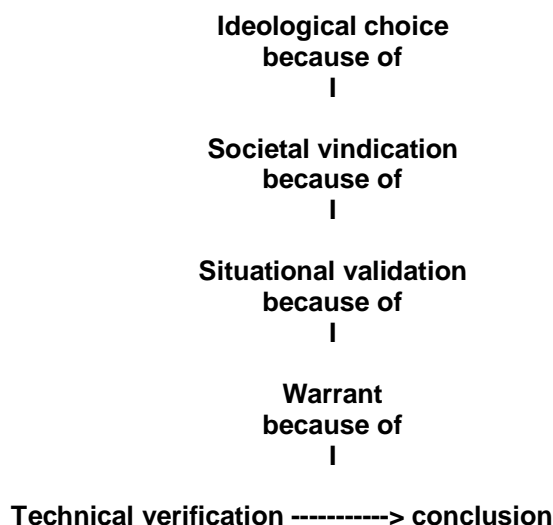 Ideological choice
because of
I
Societal vindication
because of
I
Situational validation
because of
I
Warrant
because of
I
Technical verification -----------> conclusion